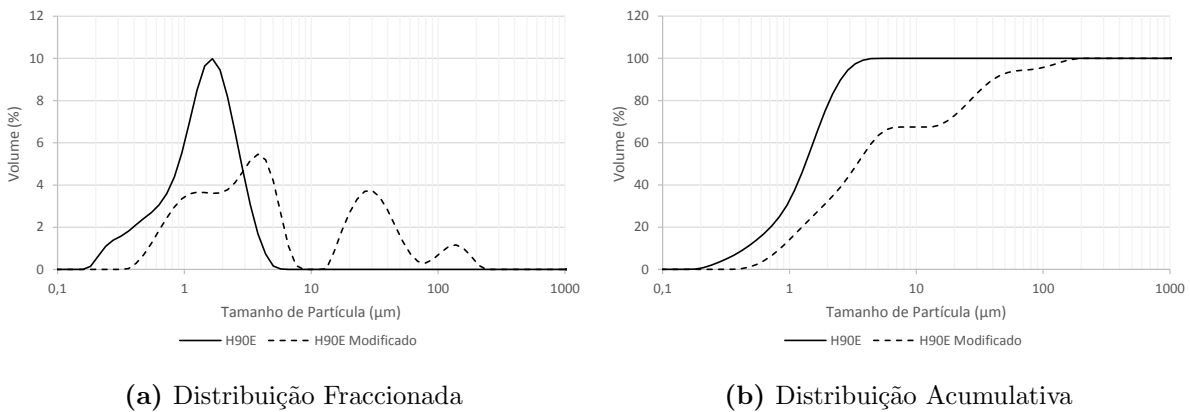 12
10
8
6
4
2
0
Volume (%)
0,1 1 10 100 1000
Tamanho de Partícula (µm)
H90E H90E Modificado
(a) Distribuição Fraccionada
120
100
80
60
40
20
0
Volume (%)
0,1 1 10 100 1000
Tamanho de Partícula (µm)
H90E H90E Modificado
(b) Distribuição Acumulativa